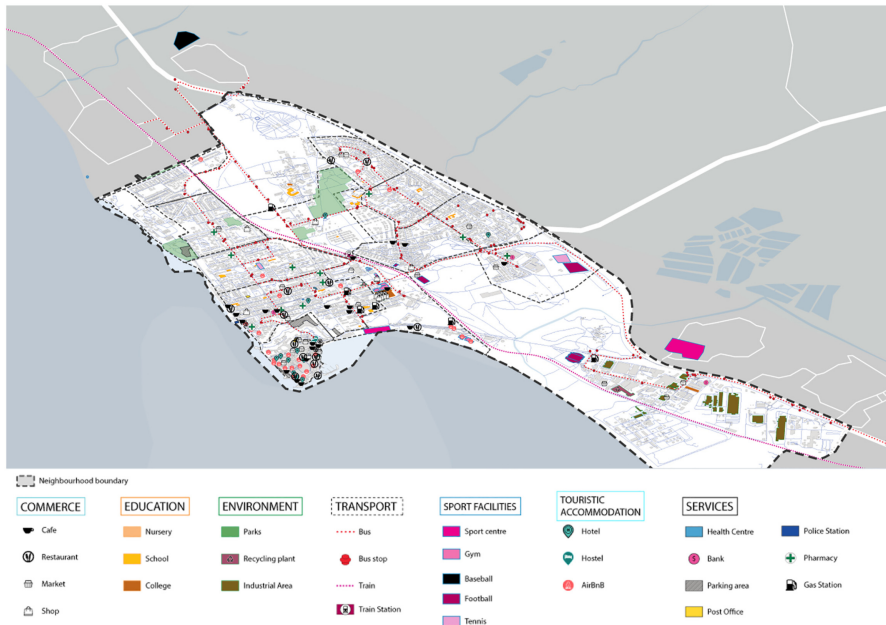 Neighbourhood boundary
COMMERCE
Cafe
Restaurant
Market
Shop
EDUCATION
Nursery
School
College
ENVIRONMENT
Parks
Recycling plant
Industrial Area
TRANSPORT
Bus
Bus stop
Train
Train Station
SPORT FACILITIES
Sport centre
Gym
Baseball
Football
Tennis
TOURISTIC
ACCOMMODATION
Hotel
Hostel
AirBnB
SERVICES
Health Centre
Bank
Parking area
Post Office
Police Station
Pharmacy
Gas Station